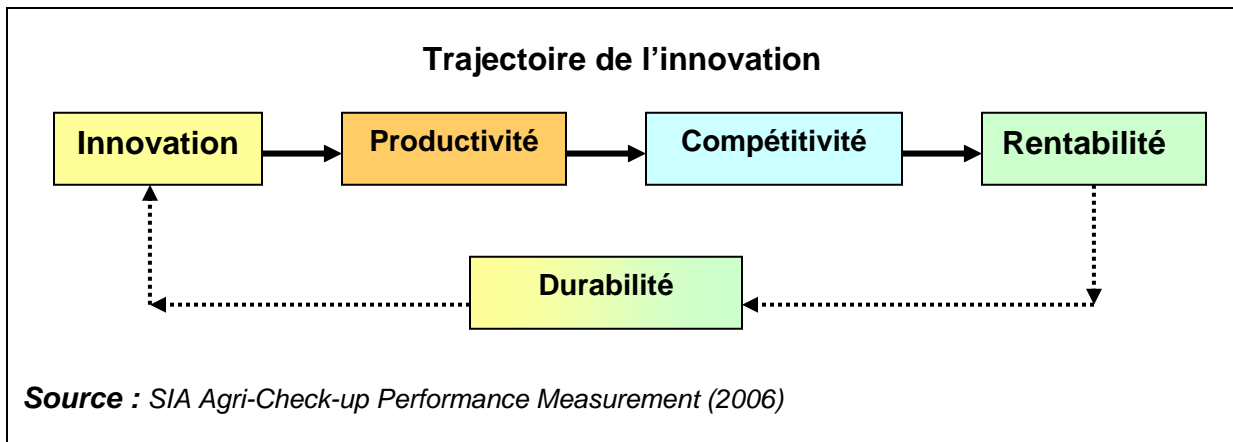 Trajectoire de l’innovation
Innovation
Productivité
Compétitivité
Rentabilité
Durabilité
Source : SIA Agri-Check-up Performance Measurement (2006)